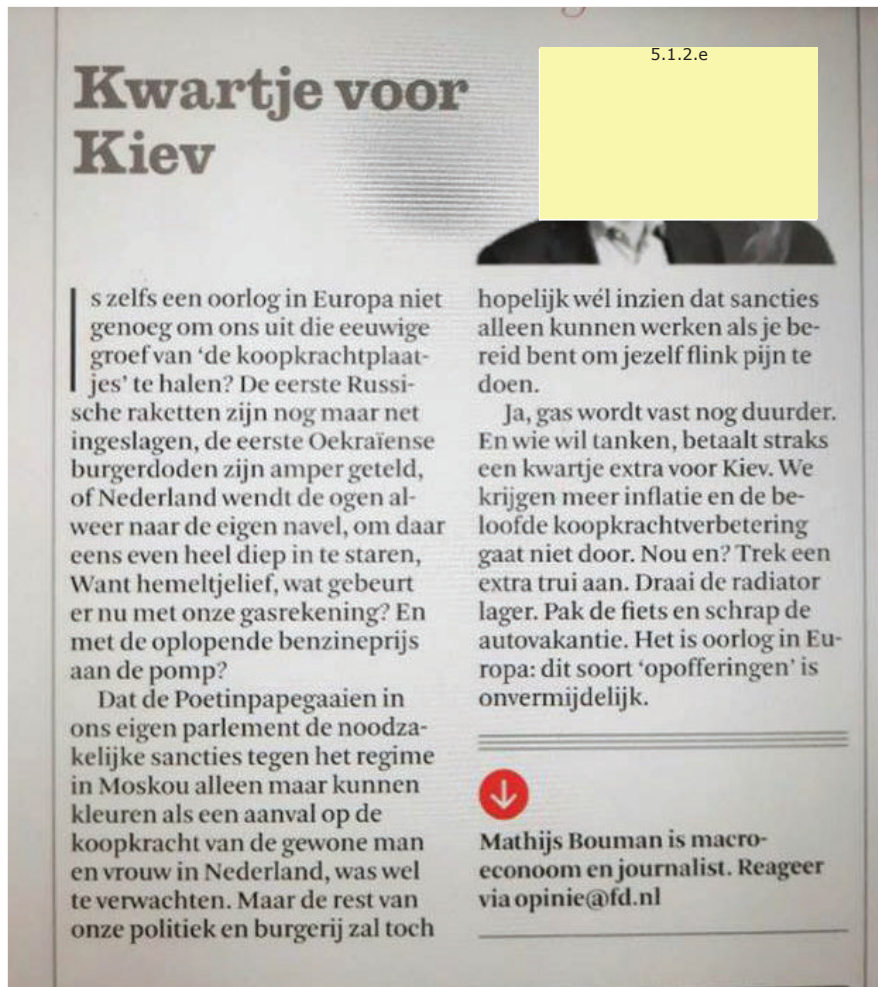 5.1.2.e
Kwartje voor
Kiev
Is zelfs een oorlog in Europa niet
genoeg om ons uit die eeuwige
groef van ‘de koopkrachtplaat-
jes’ te halen? De eerste Russi-
sche raketten zijn nog maar net
ingeslagen, de eerste Oekraïense
burgerdoden zijn amper geteld,
of Nederland wendt de ogen al-
weer naar de eigen navel, om daar
eens even heel diep in te staren,
Want hemeltjelief, wat gebeurt
er nu met onze gasrekening? En
met de oplopende benzineprijs
aan de pomp?
Dat de Poetinpapegaaien in
ons eigen parlement de noodza-
kelijke sancties tegen het regime
in Moskou alleen maar kunnen
kleuren als een aanval op de
koopkracht van de gewone man
en vrouw in Nederland, was wel
te verwachten. Maar de rest van
onze politiek en burgerij zal toch
hopelijk wél inzien dat sancties
alleen kunnen werken als je be-
reid bent om jezelf flink pijn te
doen.
Ja, gas wordt vast nog duurder.
En wie wil tanken, betaalt straks
een kwartje extra voor Kiev. We
krijgen meer inflatie en de be-
loofde koopkrachtverbetering
gaat niet door. Nou en? Trek een
extra trui aan. Draai de radiator
lager. Pak de fiets en schrap de
autovakantie. Het is oorlog in Eu-
ropa: dit soort ‘opofferingen’ is
onvermijdelijk.
Mathijs Bouman is macro-
econoom en journalist. Reageer
via opinie@fd.nl